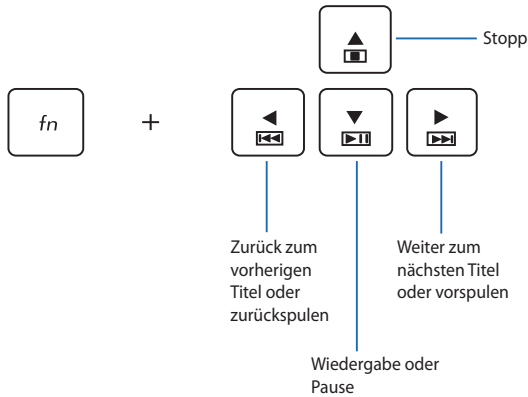 Stopp
fn
+
Zurück zum
vorherigen
Titel oder
zurückspulen
Weiter zum
nächsten Titel
oder vorspulen
Wiedergabe oder
Pause